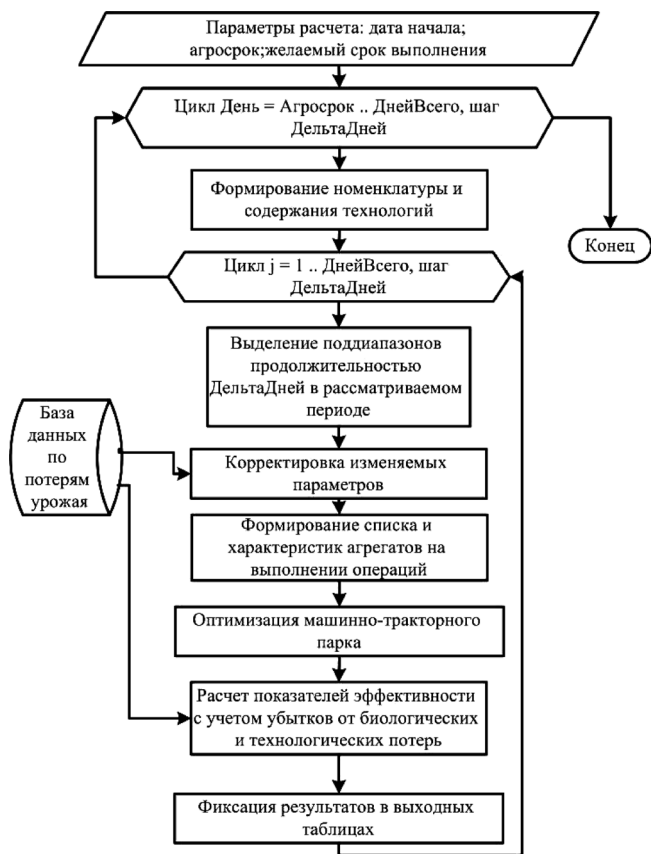 Параметры расчета: дата начала;
агросрок;желаемый срок выполнения
Цикл День = Агросрок .. ДнейВсего, шаг
ДельтаДней
Формирование номенклатуры и
содержания технологий
Конец
Цикл j = 1 .. ДнейВсего, шаг
ДельтаДней
Выделение поддиапазонов
продолжительностью
ДельтаДней в рассматриваемом
периоде
База
данных
по
потерям
урожая
Корректировка изменяемых
параметров
Формирование списка и
характеристик агрегатов на
выполнении операций
Оптимизация машинно-тракторного
парка
Расчет показателей эффективности
с учетом убытков от биологических
и технологических потерь
Фиксация результатов в выходных
таблицах